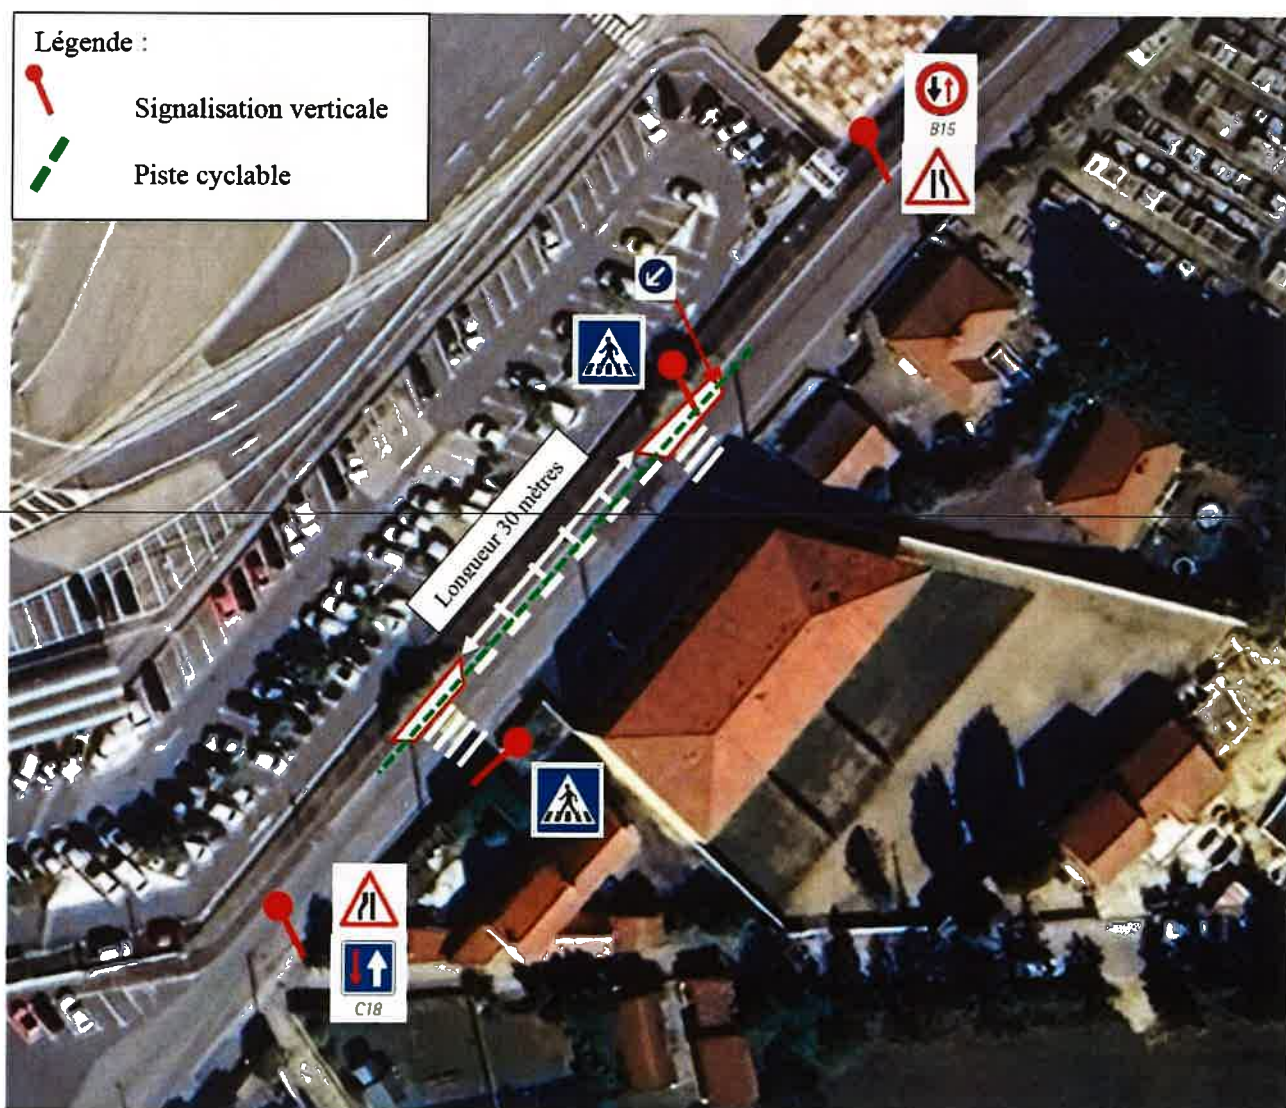 Légende :
Signalisation verticale
Piste cyclable
B15
Longueur 30 mètres
C18